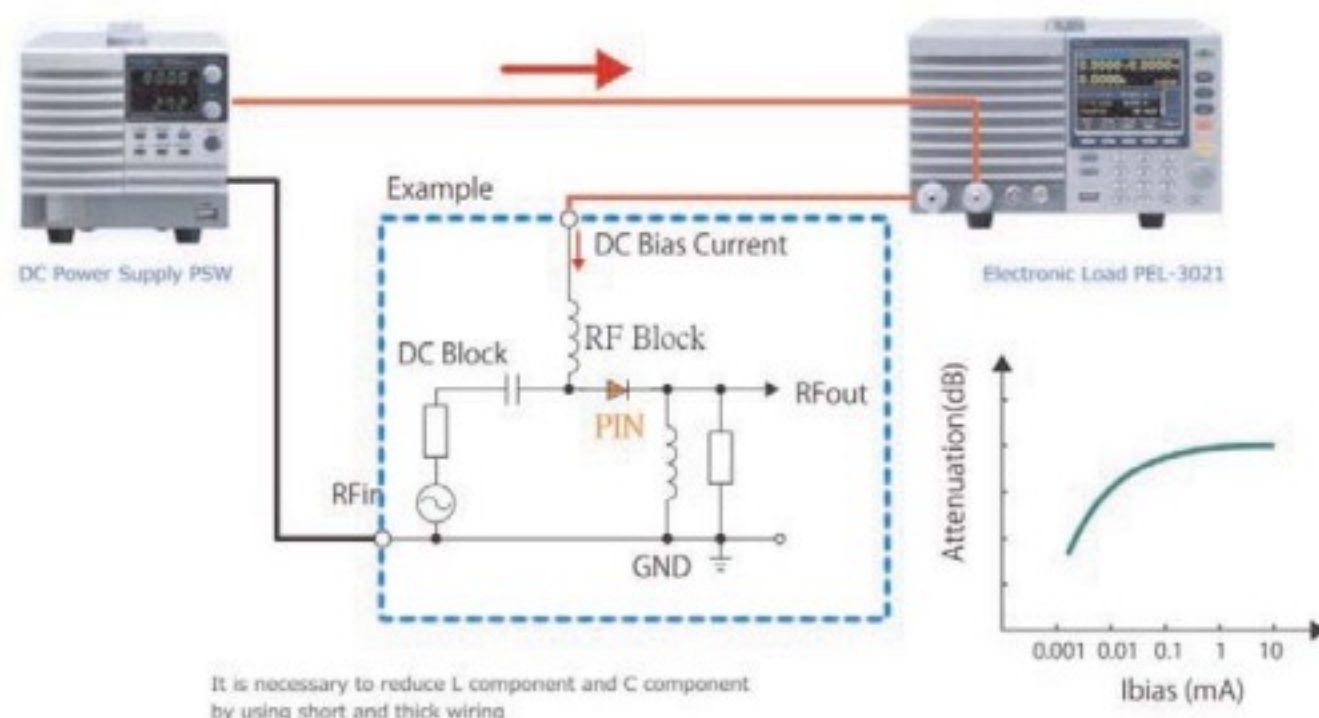 Example
DC Power Supply PSW
DC Bias Current
Electronic Load PEL-3021
RF Block
DC Block
RFout
PIN
RFin
GND
Attenuation(dB)
0.001 0.01 0.1 1 10
Ibias (mA)
It is necessary to reduce L component and C component
by using short and thick wiring